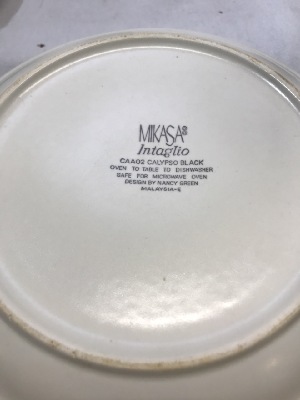 MIKASA®
Intaglio
CAA02 CALYPSO BLACK
OVEN TO TABLE TO DISHWASHER
SAFE FOR MICROWAVE OVEN
DESIGN BY NANCY GREEN
MALAYSIA-E